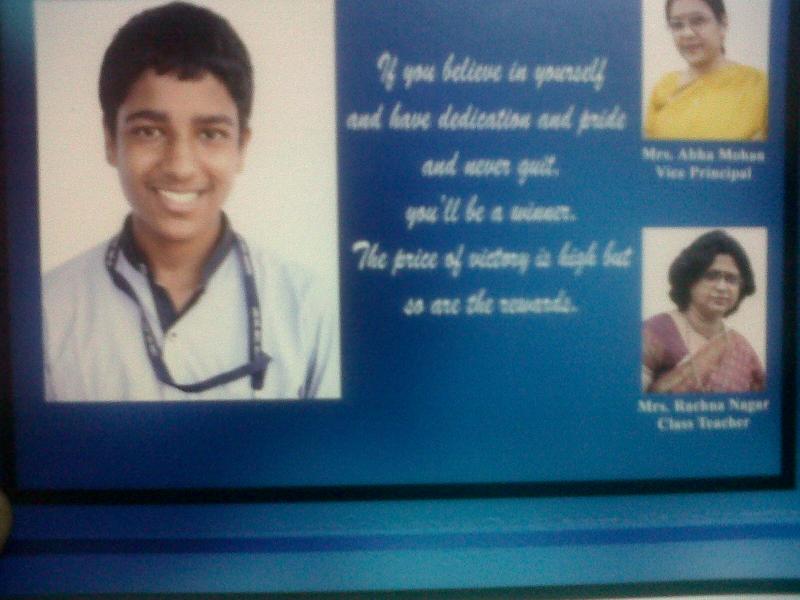 If you believe in yourself
and have dedication and pride
and never quit.
you'll be a winner.
The price of victory is high but
so are the rewards.
Mrs. Abha Mohan
Vice Principal
Mrs. Rachna Nagar
Class Teacher